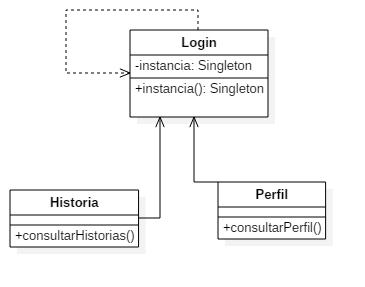 Login
-instancia: Singleton
+instancia(): Singleton
Historia
+consultarHistorias()
Perfil
+consultarPerfil()